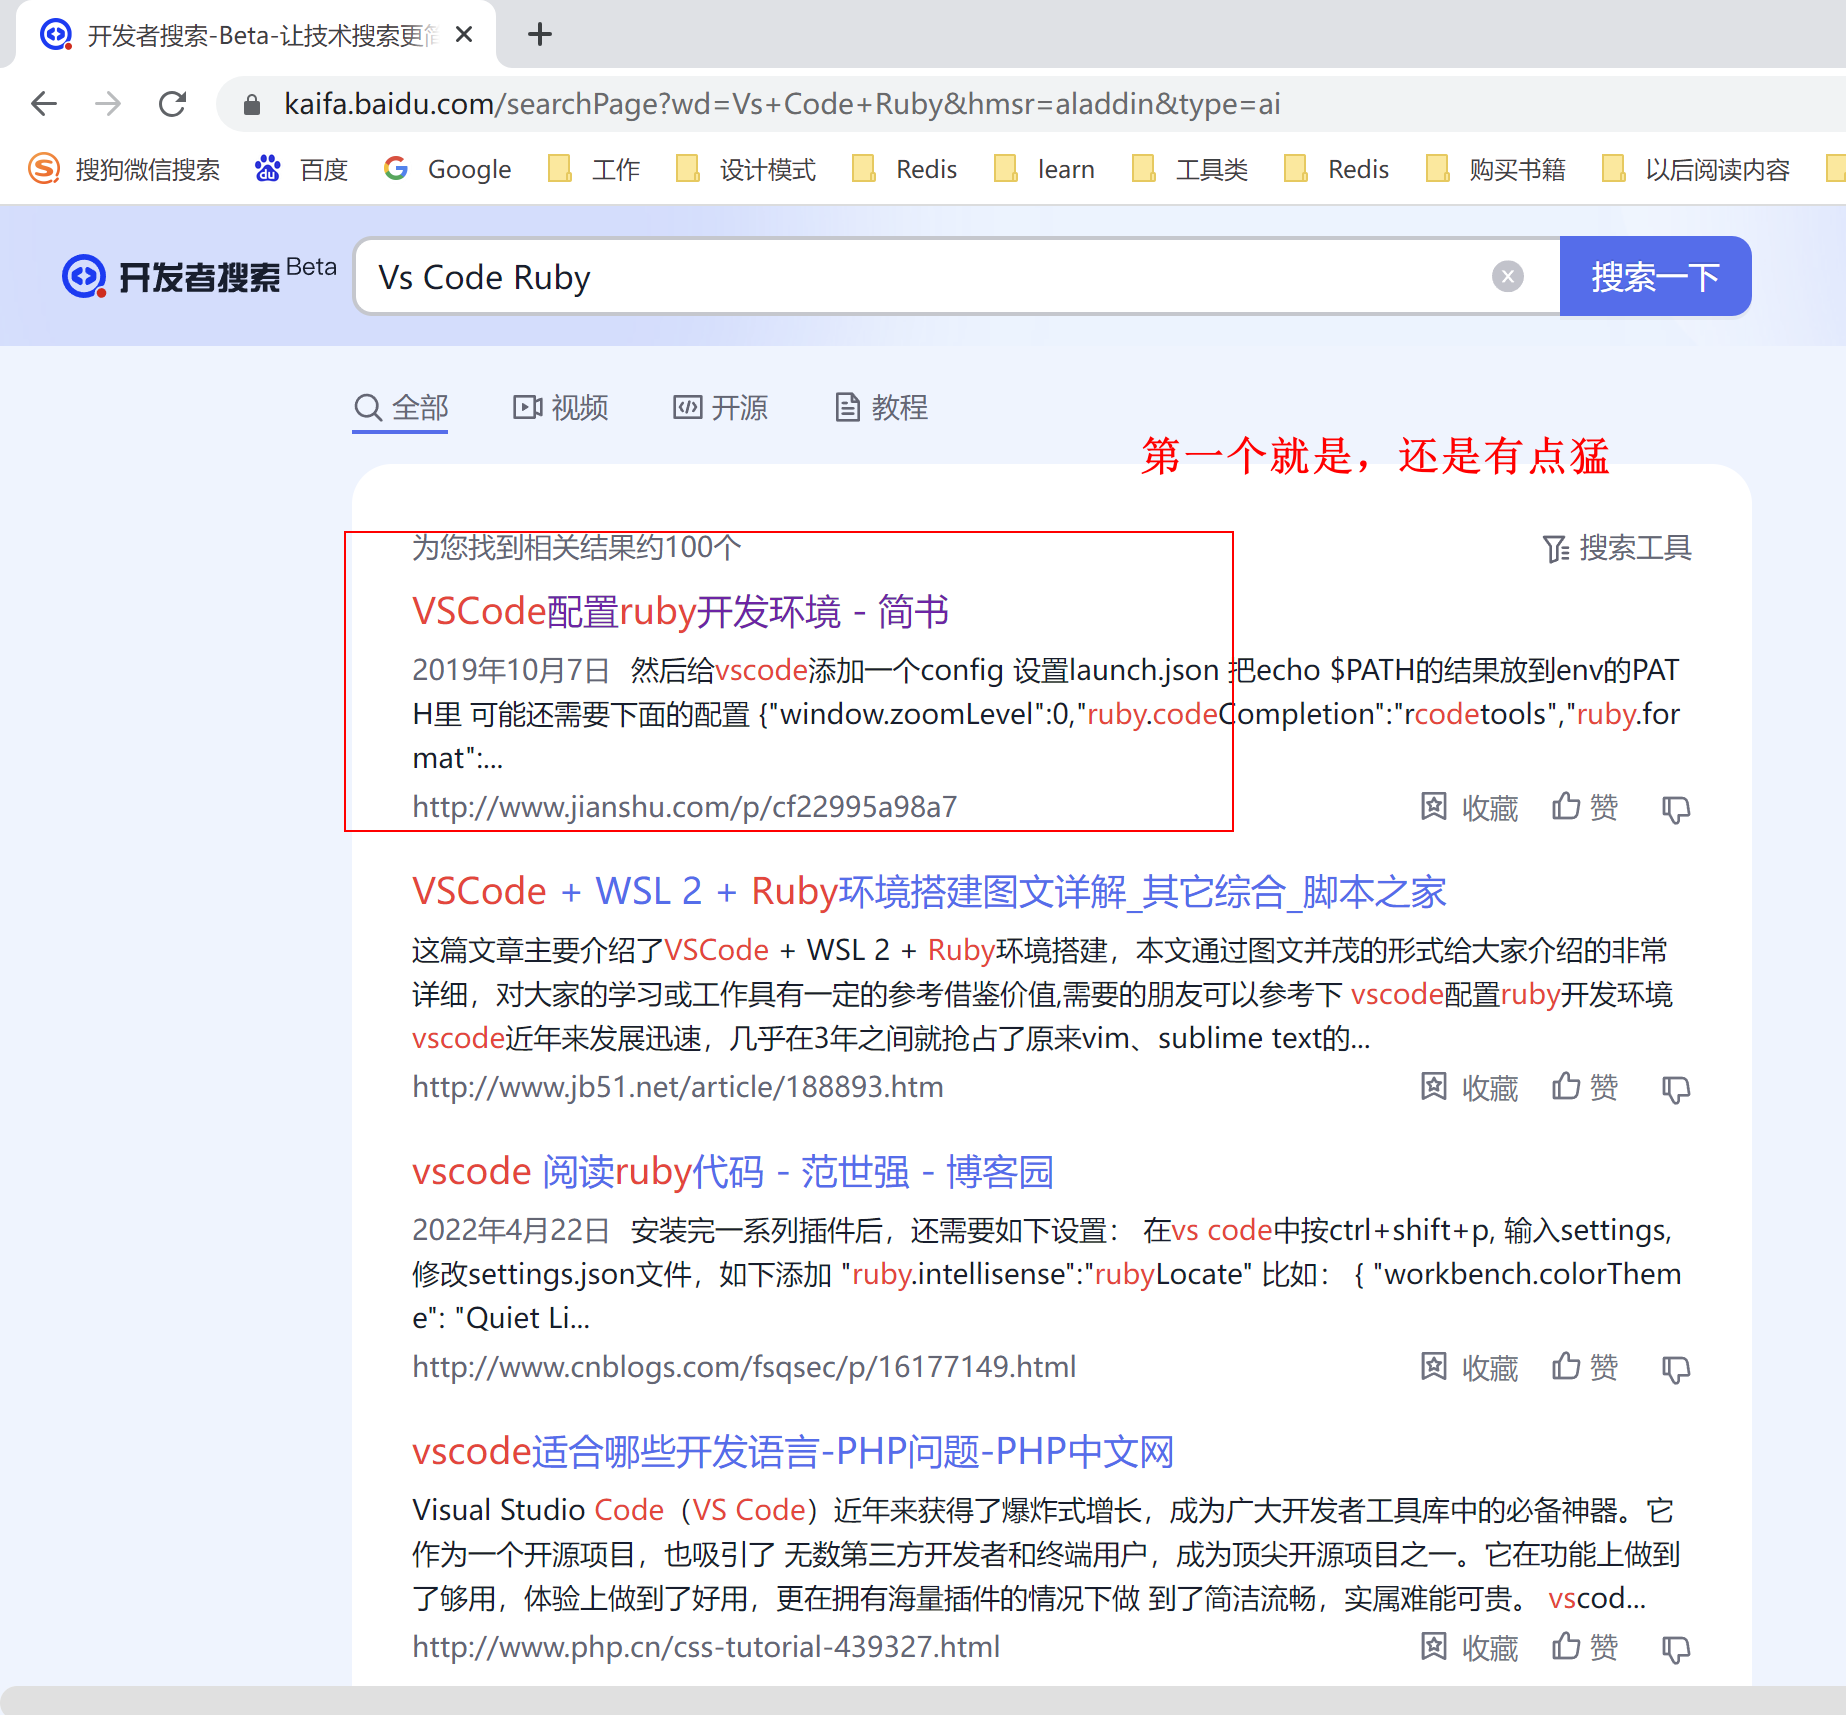 开发者搜索-Beta-让技术搜索更
kaifa.baidu.com/searchPage?wd=Vs+Code+Ruby&hmsr=aladdin&type=ai
搜狗微信搜索 百度 Google 工作 设计模式 Redis learn 工具类 Redis 购买书籍 以后阅读内容
开发者搜索 Beta Vs Code Ruby 搜索一下
全部 视频 开源 教程
第一个就是，还是有点猛
为您找到相关结果约100个 搜索工具
VSCode配置ruby开发环境 - 简书
2019年10月7日 然后给vscode添加一个config 设置launch.json 把echo $PATH的结果放到env的PAT
H里 可能还需要下面的配置 {"window.zoomLevel":0,"ruby.codeCompletion":"rcodetools","ruby.for
mat":...
http://www.jianshu.com/p/cf22995a98a7 收藏 赞
VSCode + WSL 2 + Ruby环境搭建图文详解_其它综合_脚本之家
这篇文章主要介绍了VSCode + WSL 2 + Ruby环境搭建，本文通过图文并茂的形式给大家介绍的非常
详细，对大家的学习或工作具有一定的参考借鉴价值,需要的朋友可以参考下 vscode配置ruby开发环境
vscode近年来发展迅速，几乎在3年之间就抢占了原来vim、sublime text的...
http://www.jb51.net/article/188893.htm 收藏 赞
vscode 阅读ruby代码 - 范世强 - 博客园
2022年4月22日 安装完一系列插件后，还需要如下设置： 在vs code中按ctrl+shift+p, 输入settings,
修改settings.json文件，如下添加 "ruby.intellisense":"rubyLocate" 比如： { "workbench.colorThem
e": "Quiet Li...
http://www.cnblogs.com/fsqsec/p/16177149.html 收藏 赞
vscode适合哪些开发语言-PHP问题-PHP中文网
Visual Studio Code（VS Code）近年来获得了爆炸式增长，成为广大开发者工具库中的必备神器。它
作为一个开源项目，也吸引了 无数第三方开发者和终端用户，成为顶尖开源项目之一。它在功能上做到
了够用，体验上做到了好用，更在拥有海量插件的情况下做 到了简洁流畅，实属难能可贵。 vscod...
http://www.php.cn/css-tutorial-439327.html 收藏 赞